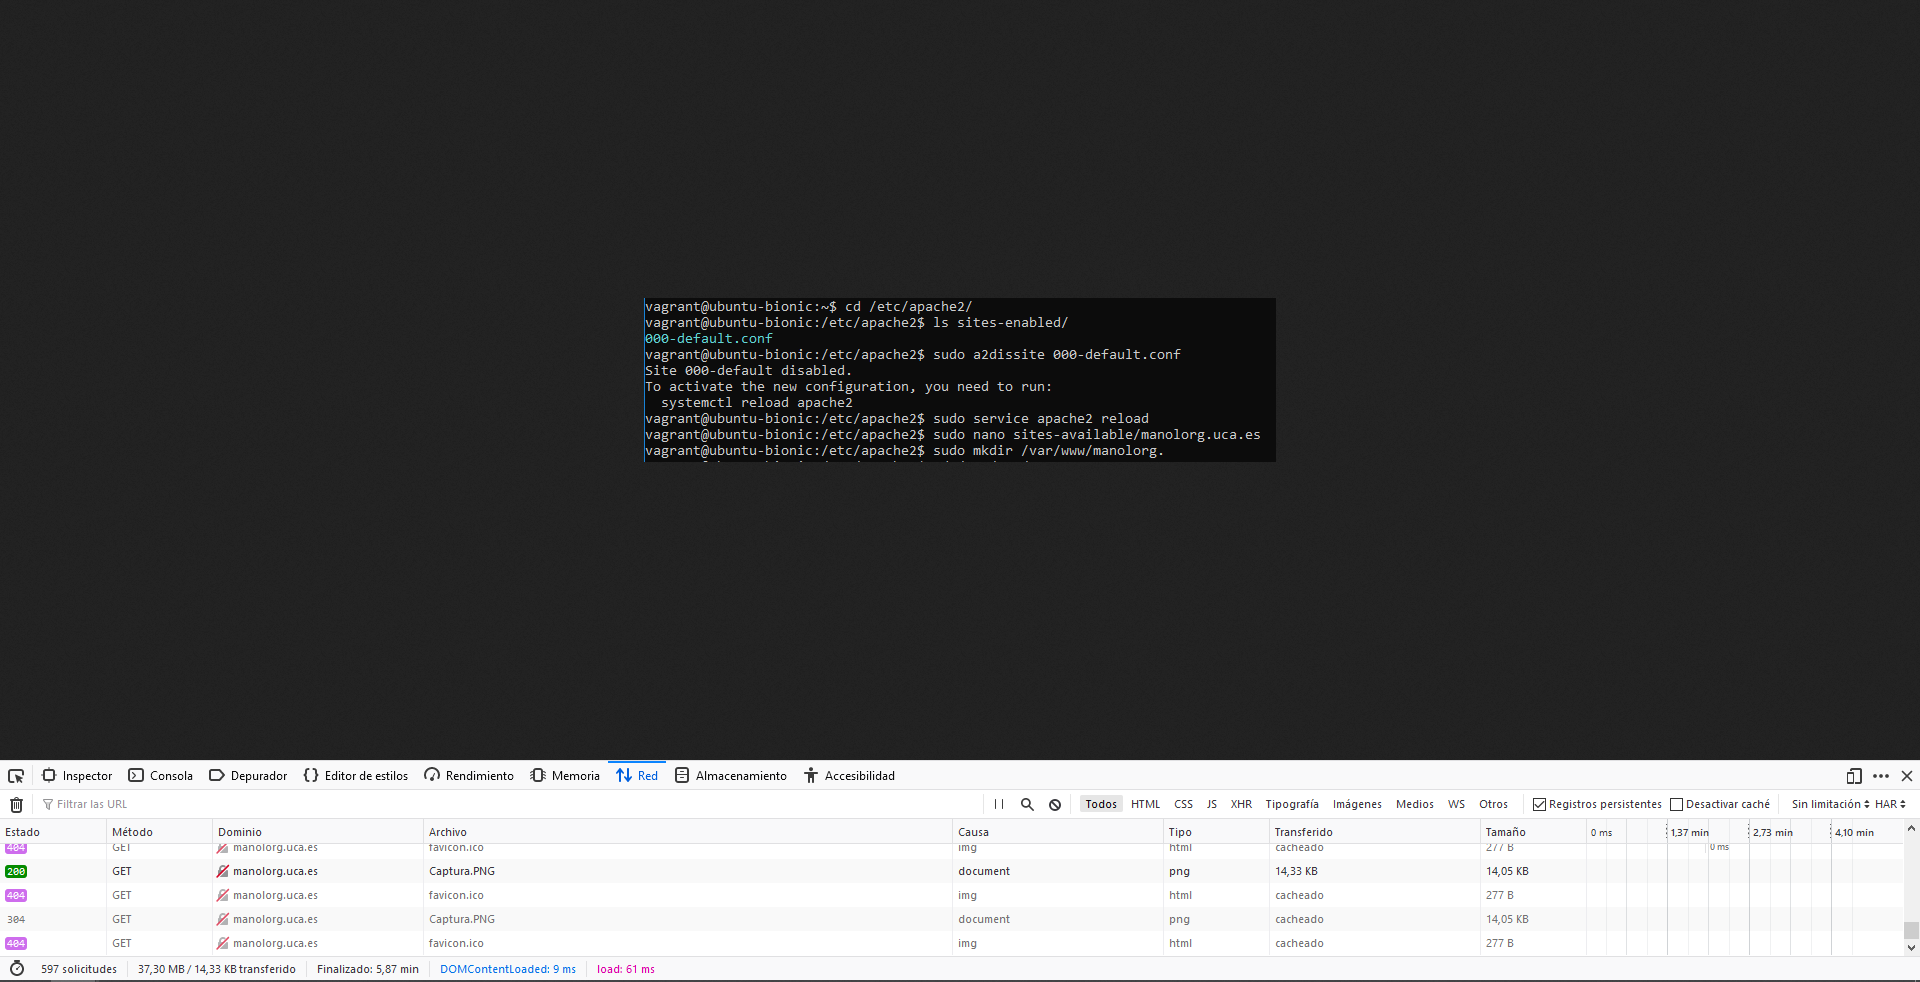 vagrant@ubuntu-bionic:~$ cd /etc/apache2/
vagrant@ubuntu-bionic:/etc/apache2$ ls sites-enabled/
000-default.conf
vagrant@ubuntu-bionic:/etc/apache2$ sudo a2dissite 000-default.conf
Site 000-default disabled.
To activate the new configuration, you need to run:
  systemctl reload apache2
vagrant@ubuntu-bionic:/etc/apache2$ sudo service apache2 reload
vagrant@ubuntu-bionic:/etc/apache2$ sudo nano sites-available/manolorg.uca.es
vagrant@ubuntu-bionic:/etc/apache2$ sudo mkdir /var/www/manolorg.
Inspector Consola Depurador Editor de estilos Rendimiento Memoria Red Almacenamiento Accesibilidad
Filtrar las URL Todos HTML CSS JS XHR Tipografía Imágenes Medios WS Otros Registros persistentes Desactivar caché Sin limitación HAR
Estado Método Dominio Archivo Causa Tipo Transferido Tamaño 0 ms 1,37 min 2,73 min 4,10 min
404 GET manolorg.uca.es favicon.ico img html cacheado 277 B 0 ms
200 GET manolorg.uca.es Captura.PNG document png 14,33 KB 14,05 KB
404 GET manolorg.uca.es favicon.ico img html cacheado 277 B
304 GET manolorg.uca.es Captura.PNG document png cacheado 14,05 KB
404 GET manolorg.uca.es favicon.ico img html cacheado 277 B
597 solicitudes 37,30 MB / 14,33 KB transferido Finalizado: 5,87 min DOMContentLoaded: 9 ms load: 61 ms